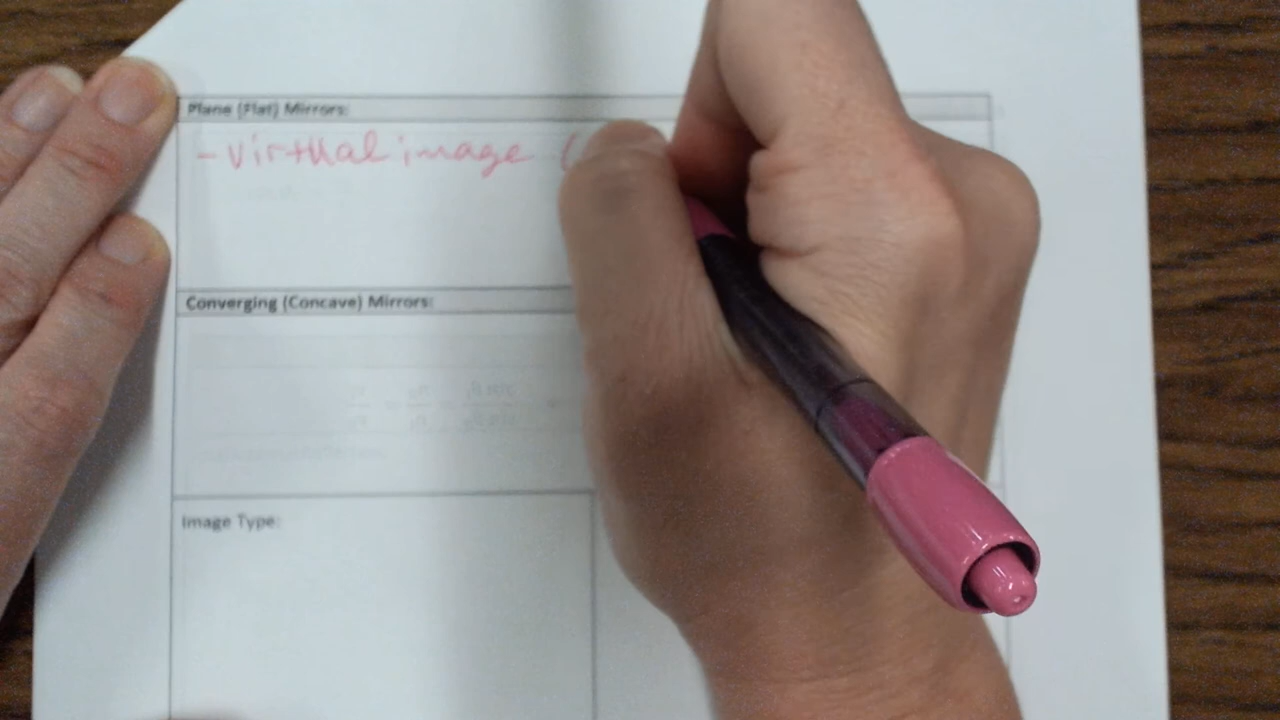 Plane (Flat) Mirrors:
- virtual image (
Converging (Concave) Mirrors:
Image Type: